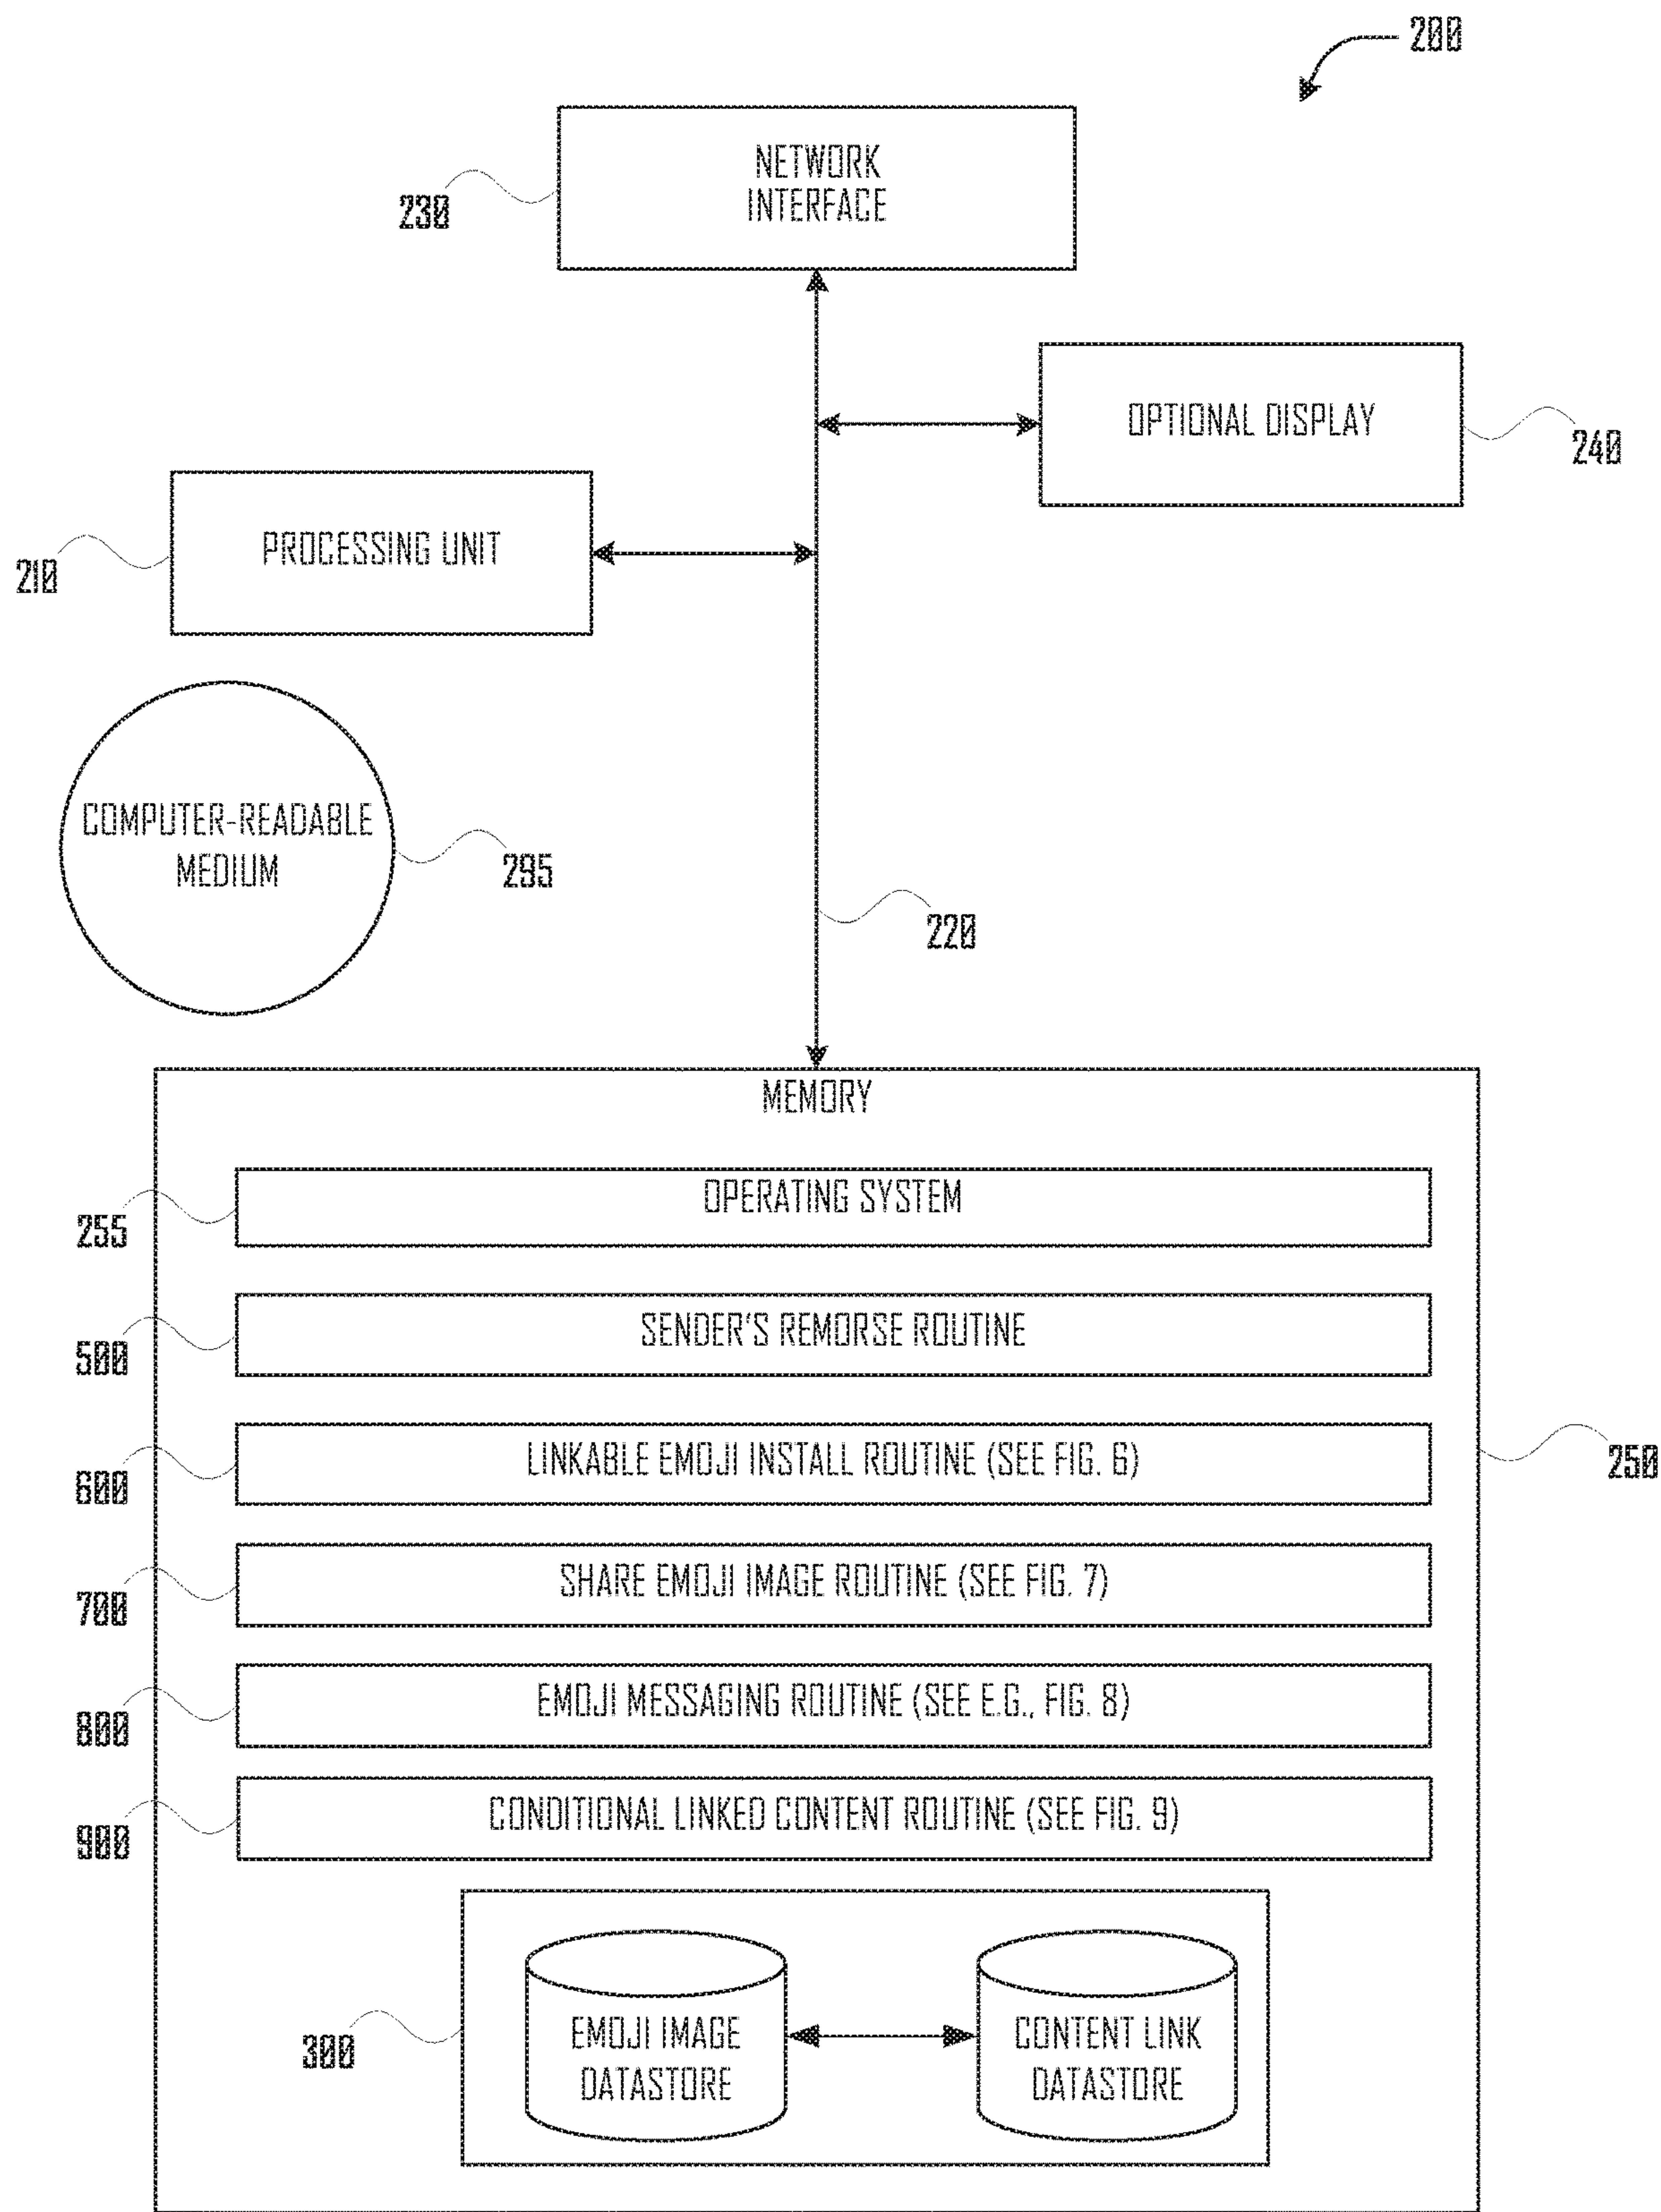 200
NETWORK
INTERFACE
230
OPTIONAL DISPLAY
240
PROCESSING UNIT
210
COMPUTER-READABLE
MEDIUM
295
220
MEMORY
OPERATING SYSTEM
255
SENDER'S REMORSE ROUTINE
500
LINKABLE EMOJI INSTALL ROUTINE (SEE FIG. 6)
600
250
SHARE EMOJI IMAGE ROUTINE (SEE FIG. 7)
700
EMOJI MESSAGING ROUTINE (SEE E.G., FIG. 8)
800
CONDITIONAL LINKED CONTENT ROUTINE (SEE FIG. 9)
900
300
EMOJI IMAGE
DATASTORE
CONTENT LINK
DATASTORE